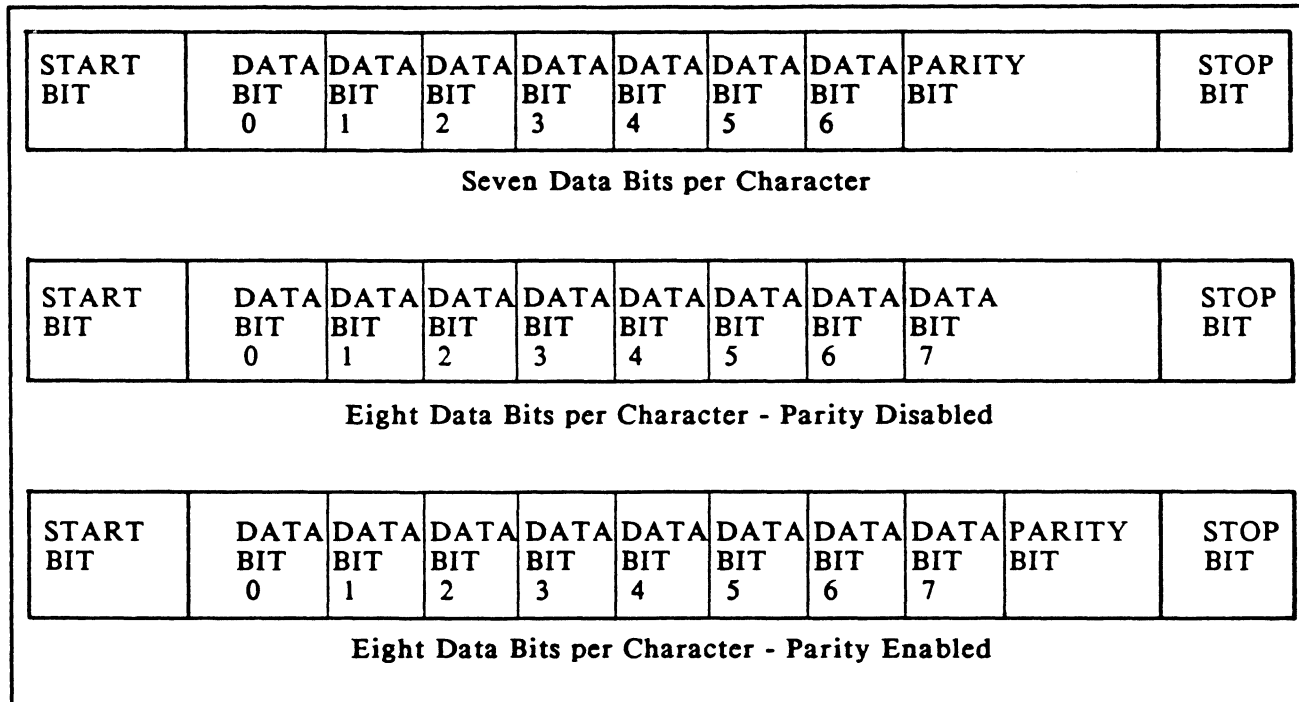 START DATA DATA DATA DATA DATA DATA DATA PARITY STOP
BIT BIT BIT BIT BIT BIT BIT BIT BIT BIT
0 1 2 3 4 5 6
Seven Data Bits per Character
START DATA DATA DATA DATA DATA DATA DATA DATA STOP
BIT BIT BIT BIT BIT BIT BIT BIT BIT BIT
0 1 2 3 4 5 6 7
Eight Data Bits per Character - Parity Disabled
START DATA DATA DATA DATA DATA DATA DATA DATA PARITY STOP
BIT BIT BIT BIT BIT BIT BIT BIT BIT BIT BIT
0 1 2 3 4 5 6 7
Eight Data Bits per Character - Parity Enabled